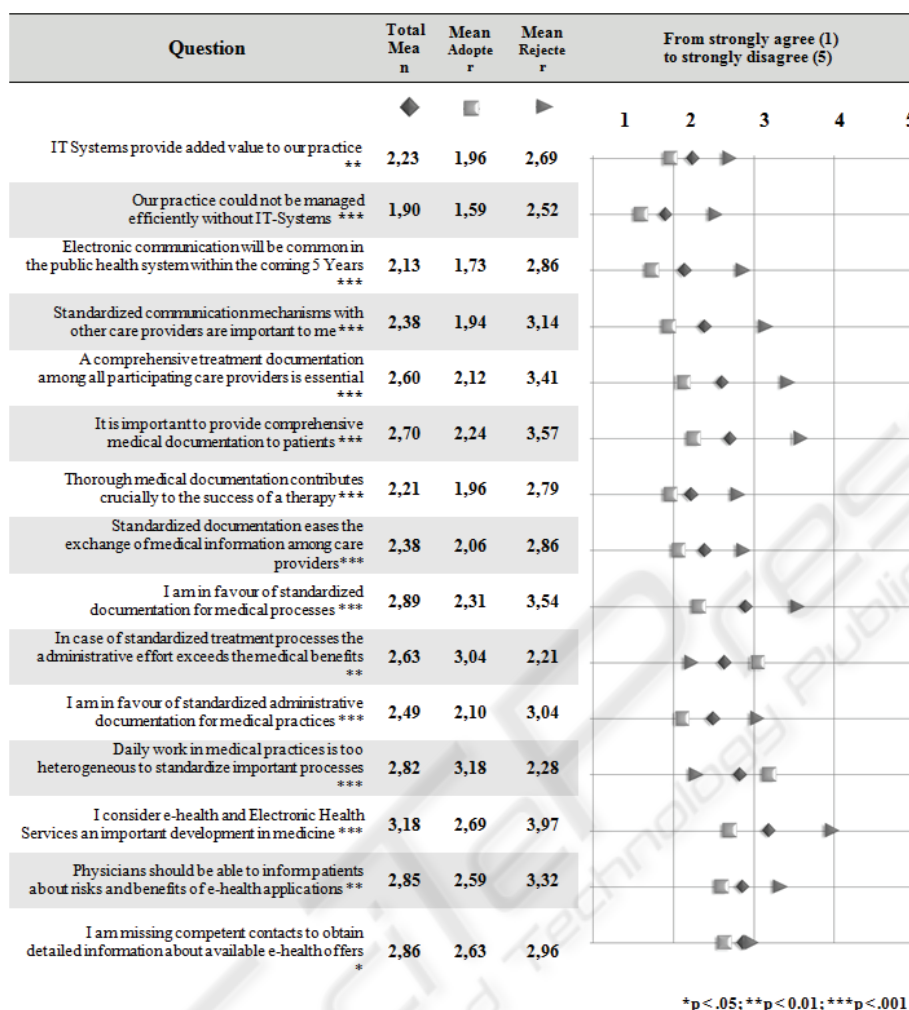 Question
Total Mean
Mean Adopter
Mean Rejecter
From strongly agree (1)
to strongly disagree (5)
1 2 3 4 5
IT Systems provide added value to our practice
** 2,23 1,96 2,69
Our practice could not be managed
efficiently without IT-Systems *** 1,90 1,59 2,52
Electronic communication will be common in
the public health system within the coming 5 Years 2,13 1,73 2,86
***
Standardized communication mechanisms with
other care providers are important to me *** 2,38 1,94 3,14
A comprehensive treatment documentation
among all participating care providers is essential 2,60 2,12 3,41
***
It is important to provide comprehensive
medical documentation to patients *** 2,70 2,24 3,57
Thorough medical documentation contributes
crucially to the success of a therapy *** 2,21 1,96 2,79
Standardized documentation eases the
exchange of medical information among care 2,38 2,06 2,86
providers***
I am in favour of standardized
documentation for medical processes *** 2,89 2,31 3,54
In case of standardized treatment processes the
administrative effort exceeds the medical benefits 2,63 3,04 2,21
**
I am in favour of standardized administrative
documentation for medical practices *** 2,49 2,10 3,04
Daily work in medical practices is too
heterogeneous to standardize important processes 2,82 3,18 2,28
***
I consider e-health and Electronic Health
Services an important development in medicine *** 3,18 2,69 3,97
Physicians should be able to inform patients
about risks and benefits of e-health applications ** 2,85 2,59 3,32
I am missing competent contacts to obtain
detailed information about available e-health offers 2,86 2,63 2,96
*
*p<.05; **p<0.01; ***p<.001